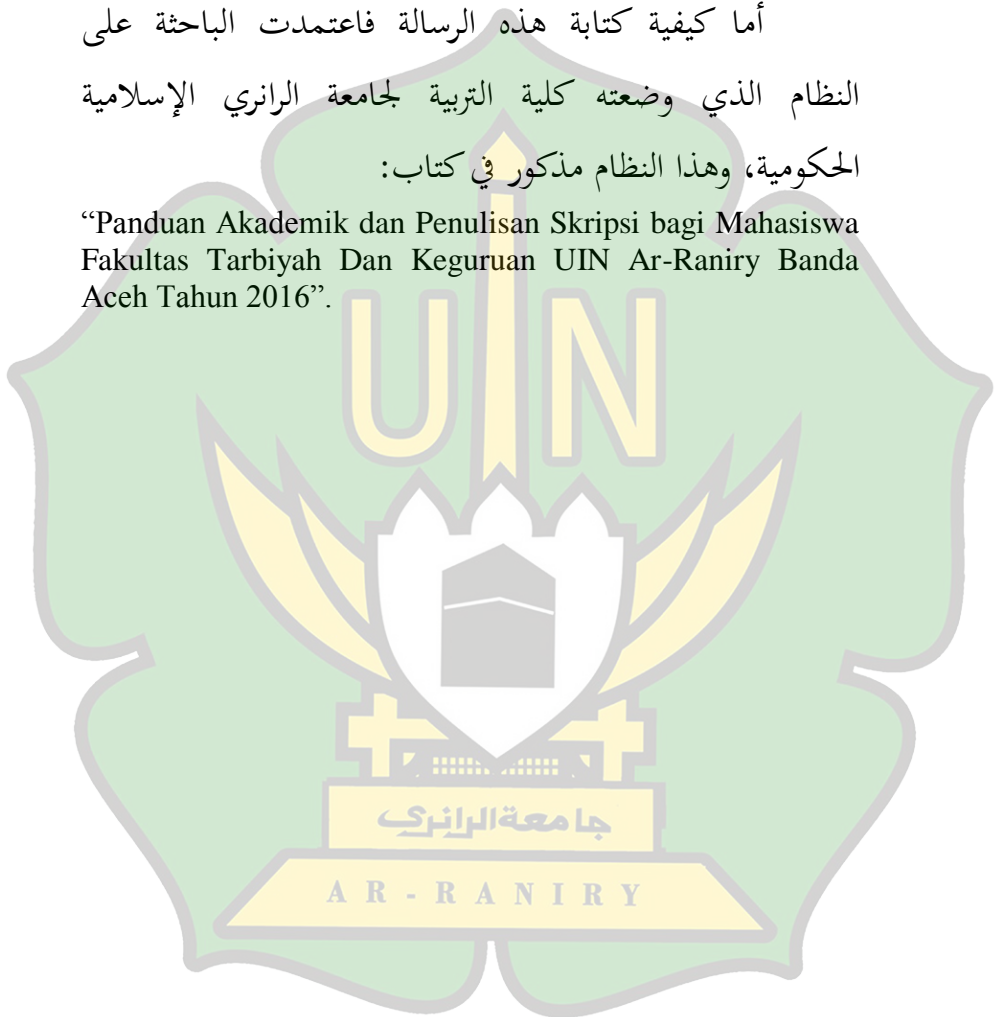 أما كيفية كتابة هذه الرسالة فاعتمدت الباحثة على
النظام الذي وضعته كلية التربية لجامعة الرانري الإسلامية
الحكومية، وهذا النظام مذكور في كتاب:
“Panduan Akademik dan Penulisan Skripsi bagi Mahasiswa
Fakultas Tarbiyah Dan Keguruan UIN Ar-Raniry Banda
Aceh Tahun 2016”.
UIN
جامعةالرانري
AR-RANIRY